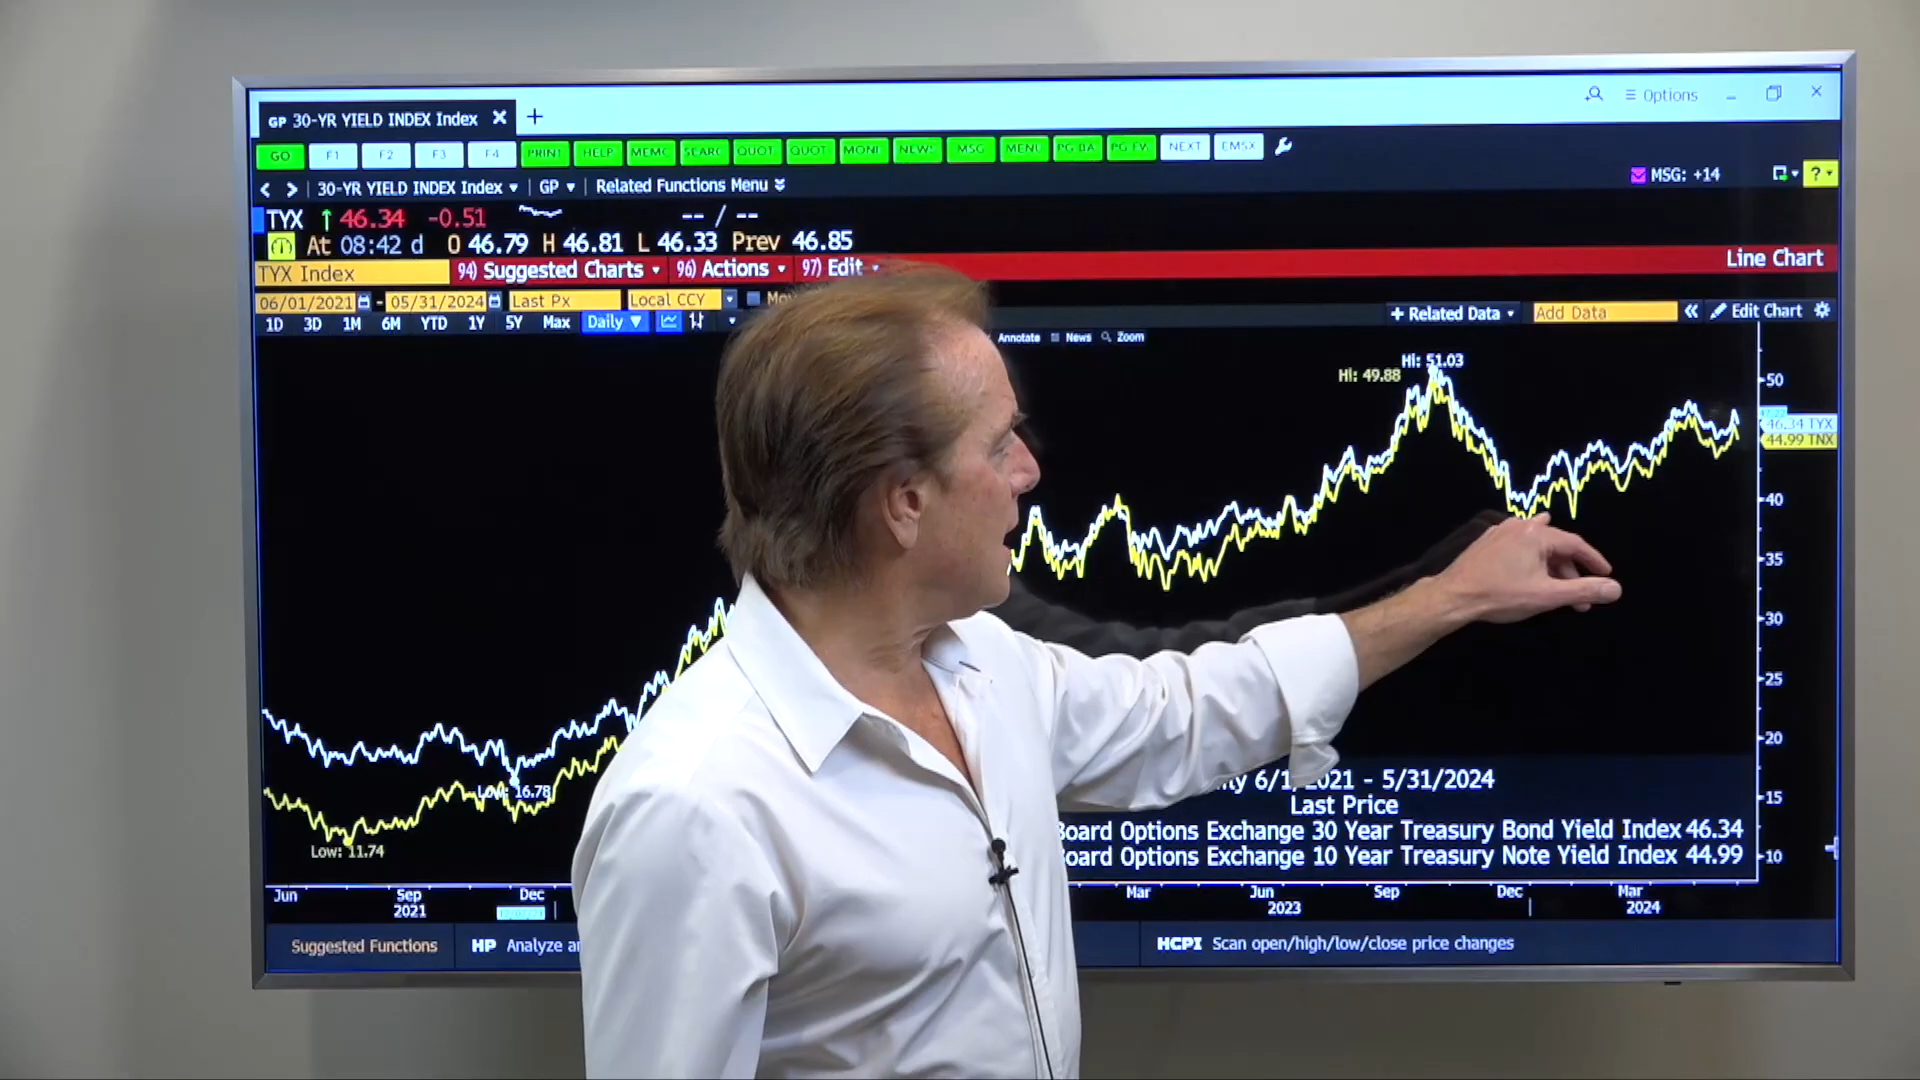 GP 30-YR YIELD INDEX Index
Options
GO F1 F2 F3 F4 PRINT HELP MEMO SEARC QUOT QUOT MONI NEWS MSG MENU PG BA PG FW NEXT EMSX
30-YR YIELD INDEX Index GP Related Functions Menu
MSG: +14
?
TYX 46.34 -0.51 -- / --
At 08:42 d O 46.79 H 46.81 L 46.33 Prev 46.85
TYX Index 94) Suggested Charts 96) Actions 97) Edit Line Chart
06/01/2021 - 05/31/2024 Last Px Local CCY Mov
+ Related Data Add Data « Edit Chart
1D 3D 1M 6M YTD 1Y 5Y Max Daily
Annotate News Zoom
Hi: 51.03
Hi: 49.88
50
46.34 TYX
44.99 TNX
40
35
30
25
20
15
10
Low: 16.78
Low: 11.74
6/1/2021 - 5/31/2024
Last Price
Board Options Exchange 30 Year Treasury Bond Yield Index 46.34
Board Options Exchange 10 Year Treasury Note Yield Index 44.99
Jun Sep Dec Mar Jun Sep Dec Mar
2021 2023 2024
Suggested Functions HP Analyze HCPI Scan open/high/low/close price changes